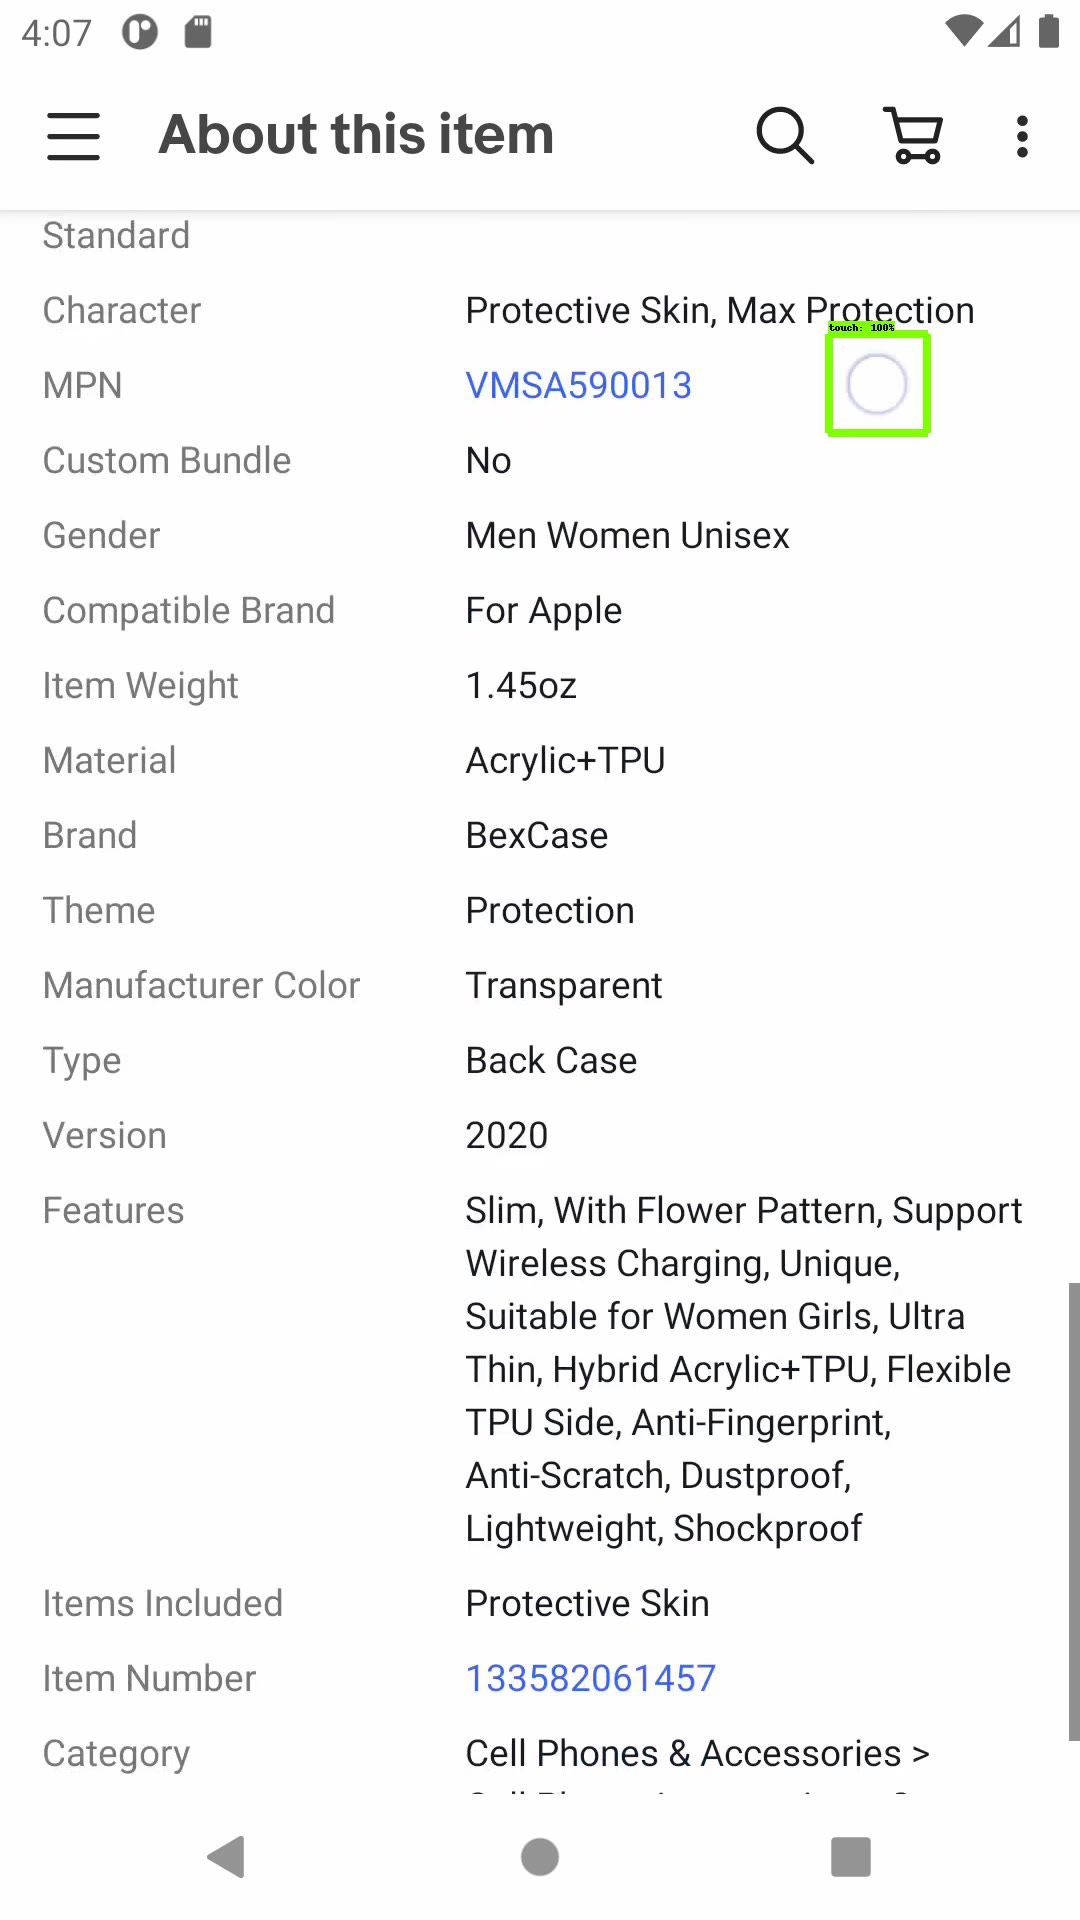 4:07
About this item
Standard
Character Protective Skin, Max Protection
touch: 100%
MPN VMSA590013
Custom Bundle No
Gender Men Women Unisex
Compatible Brand For Apple
Item Weight 1.45oz
Material Acrylic+TPU
Brand BexCase
Theme Protection
Manufacturer Color Transparent
Type Back Case
Version 2020
Features Slim, With Flower Pattern, Support
Wireless Charging, Unique,
Suitable for Women Girls, Ultra
Thin, Hybrid Acrylic+TPU, Flexible
TPU Side, Anti-Fingerprint,
Anti-Scratch, Dustproof,
Lightweight, Shockproof
Items Included Protective Skin
Item Number 133582061457
Category Cell Phones & Accessories >